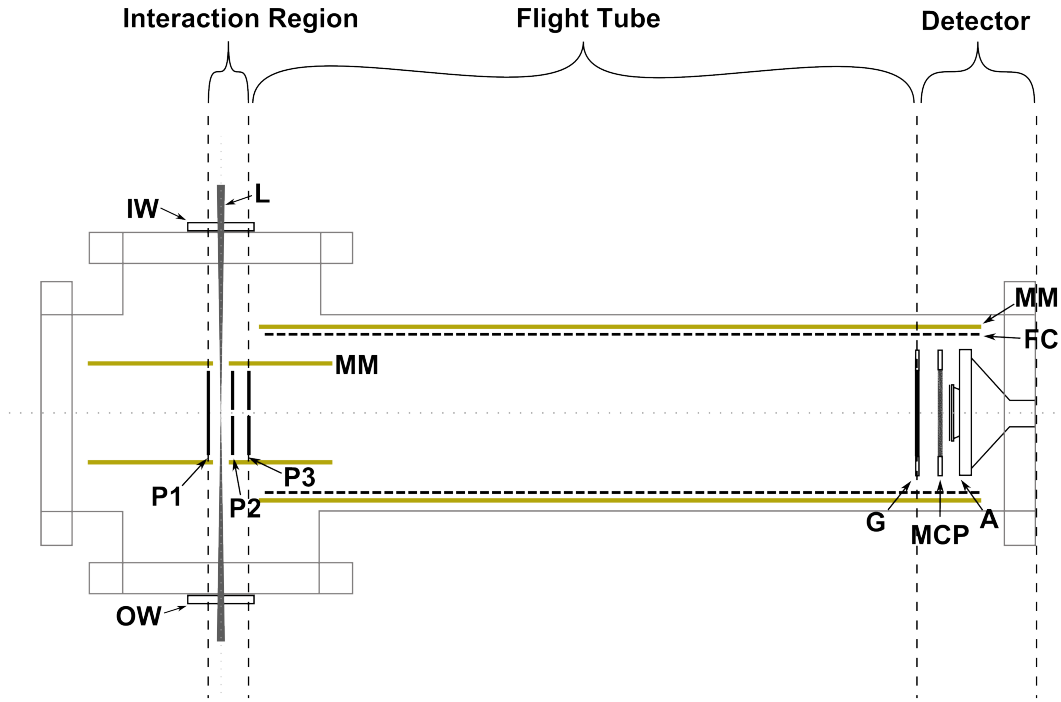 Interaction Region
Flight Tube
Detector
IW
L
MM
FC
MM
P1
P2
P3
G
MCP
A
OW